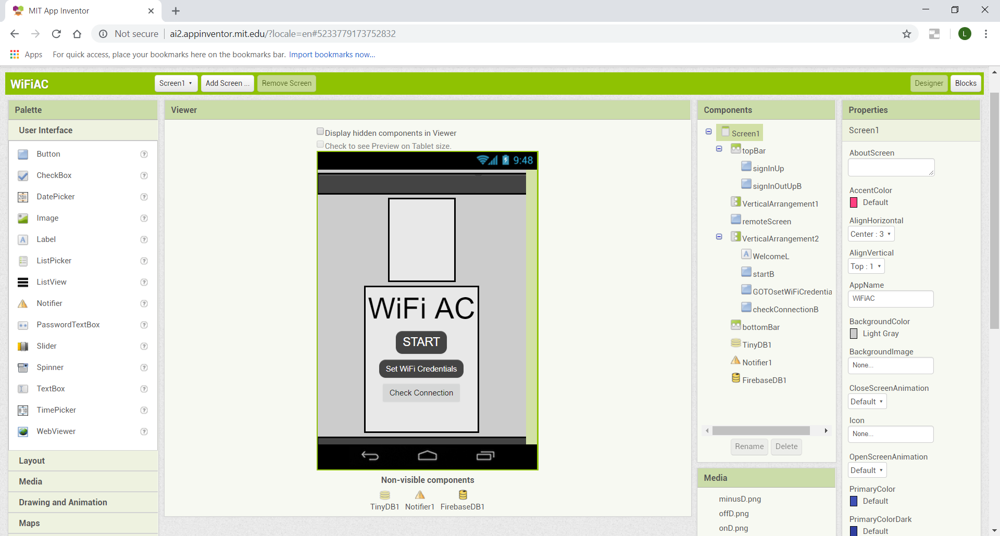 MIT App Inventor
Not secure
ai2.appinventor.mit.edu/?locale=en#5233779173752832
L
Apps
For quick access, place your bookmarks here on the bookmarks bar. Import bookmarks now...
WiFiAC
Screen1
Add Screen ...
Remove Screen
Designer
Blocks
Palette
User Interface
Button
CheckBox
DatePicker
Image
Label
ListPicker
ListView
Notifier
PasswordTextBox
Slider
Spinner
TextBox
TimePicker
WebViewer
Layout
Media
Drawing and Animation
Maps
Viewer
Display hidden components in Viewer
Check to see Preview on Tablet size.
9:48
WiFi AC
START
Set WiFi Credentials
Check Connection
Non-visible components
TinyDB1
Notifier1
FirebaseDB1
Components
Screen1
topBar
signInUp
signInOutUpB
VerticalArrangement1
remoteScreen
VerticalArrangement2
WelcomeL
startB
GOTOsetWiFiCredentia
checkConnectionB
bottomBar
TinyDB1
Notifier1
FirebaseDB1
Rename
Delete
Media
minusD.png
offD.png
onD.png
Properties
Screen1
AboutScreen
AccentColor
Default
AlignHorizontal
Center : 3
AlignVertical
Top : 1
AppName
WiFiAC
BackgroundColor
Light Gray
BackgroundImage
None...
CloseScreenAnimation
Default
Icon
None...
OpenScreenAnimation
Default
PrimaryColor
Default
PrimaryColorDark
Default